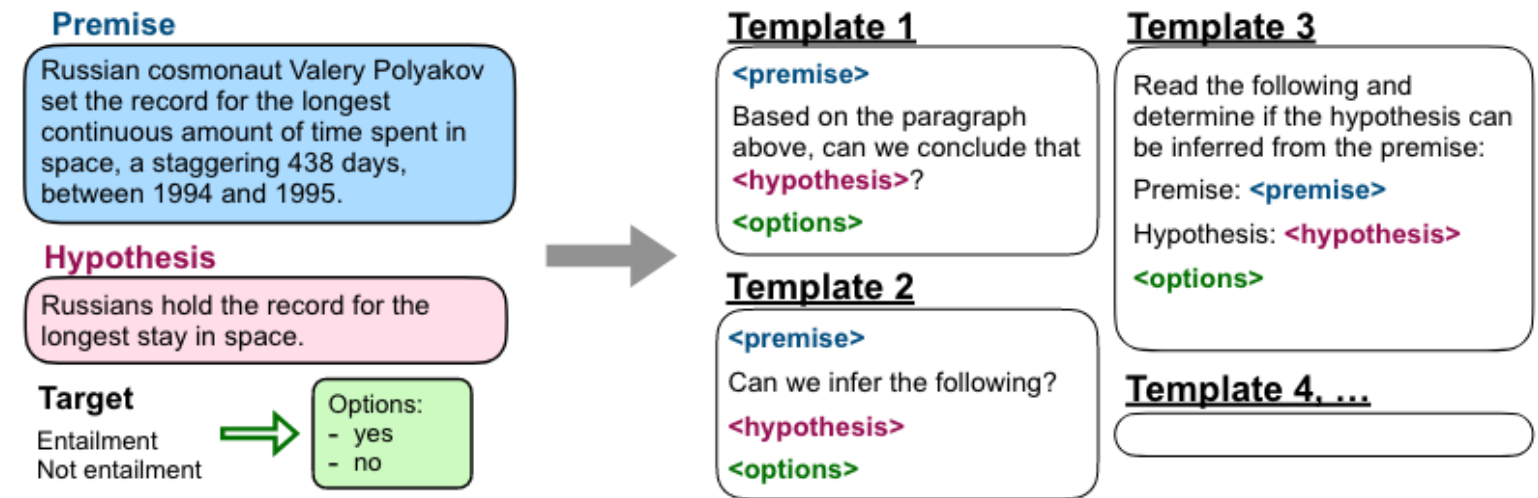 Premise
Russian cosmonaut Valery Polyakov
set the record for the longest
continuous amount of time spent in
space, a staggering 438 days,
between 1994 and 1995.
Hypothesis
Russians hold the record for the
longest stay in space.
Target
Entailment
Not entailment
Options:
- yes
- no
Template 1
<premise>
Based on the paragraph
above, can we conclude that
<hypothesis>?
<options>
Template 2
<premise>
Can we infer the following?
<hypothesis>
<options>
Template 3
Read the following and
determine if the hypothesis can
be inferred from the premise:
Premise: <premise>
Hypothesis: <hypothesis>
<options>
Template 4, ...